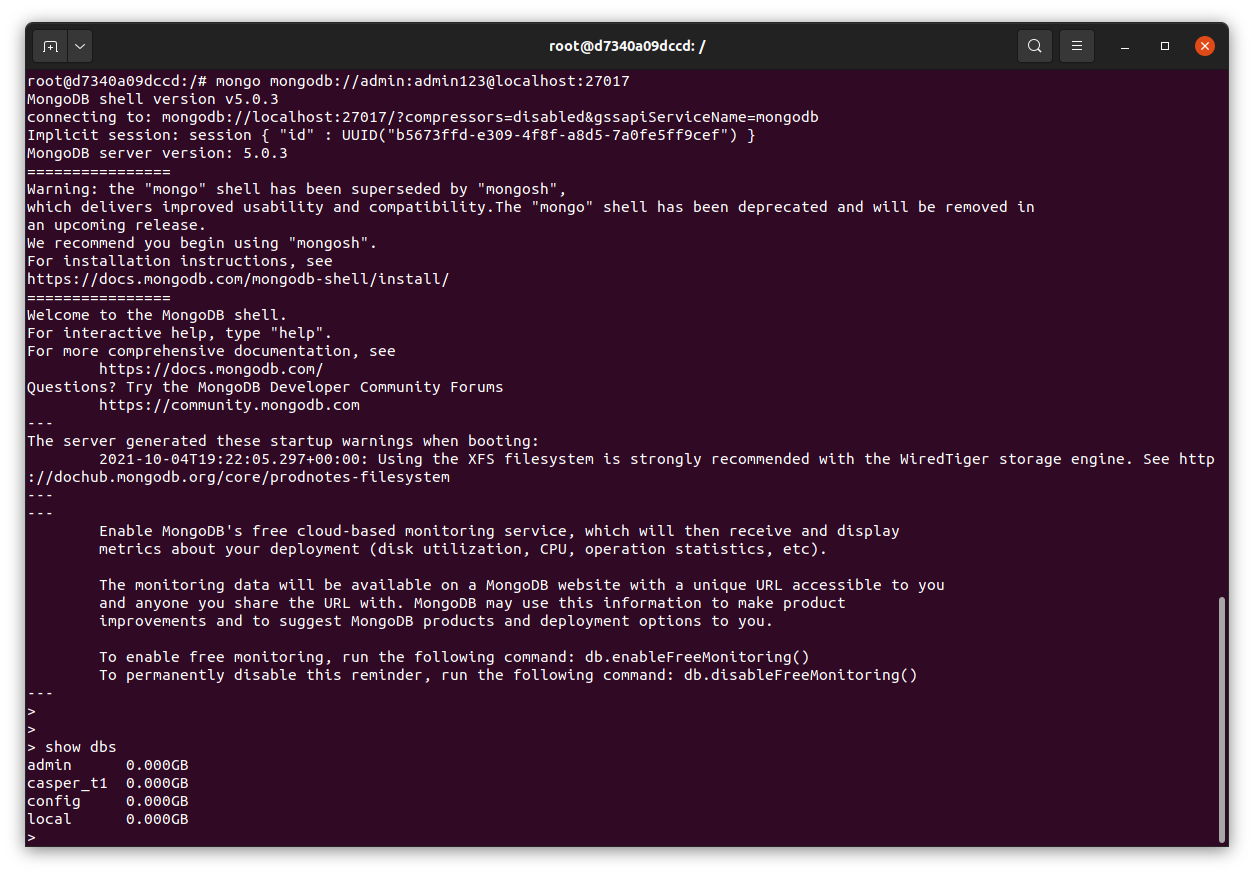 root@d7340a09dccd: /
root@d7340a09dccd:/# mongo mongodb://admin:admin123@localhost:27017
MongoDB shell version v5.0.3
connecting to: mongodb://localhost:27017/?compressors=disabled&gssapiServiceName=mongodb
Implicit session: session { "id" : UUID("b5673ffd-e309-4f8f-a8d5-7a0fe5ff9cef") }
MongoDB server version: 5.0.3
================
Warning: the "mongo" shell has been superseded by "mongosh",
which delivers improved usability and compatibility.The "mongo" shell has been deprecated and will be removed in
an upcoming release.
We recommend you begin using "mongosh".
For installation instructions, see
https://docs.mongodb.com/mongodb-shell/install/
================
Welcome to the MongoDB shell.
For interactive help, type "help".
For more comprehensive documentation, see
        https://docs.mongodb.com/
Questions? Try the MongoDB Developer Community Forums
        https://community.mongodb.com
---
The server generated these startup warnings when booting:
        2021-10-04T19:22:05.297+00:00: Using the XFS filesystem is strongly recommended with the WiredTiger storage engine. See http
://dochub.mongodb.org/core/prodnotes-filesystem
---
---
        Enable MongoDB's free cloud-based monitoring service, which will then receive and display
        metrics about your deployment (disk utilization, CPU, operation statistics, etc).

        The monitoring data will be available on a MongoDB website with a unique URL accessible to you
        and anyone you share the URL with. MongoDB may use this information to make product
        improvements and to suggest MongoDB products and deployment options to you.

        To enable free monitoring, run the following command: db.enableFreeMonitoring()
        To permanently disable this reminder, run the following command: db.disableFreeMonitoring()
---
>
>
> show dbs
admin      0.000GB
casper_t1  0.000GB
config     0.000GB
local      0.000GB
>